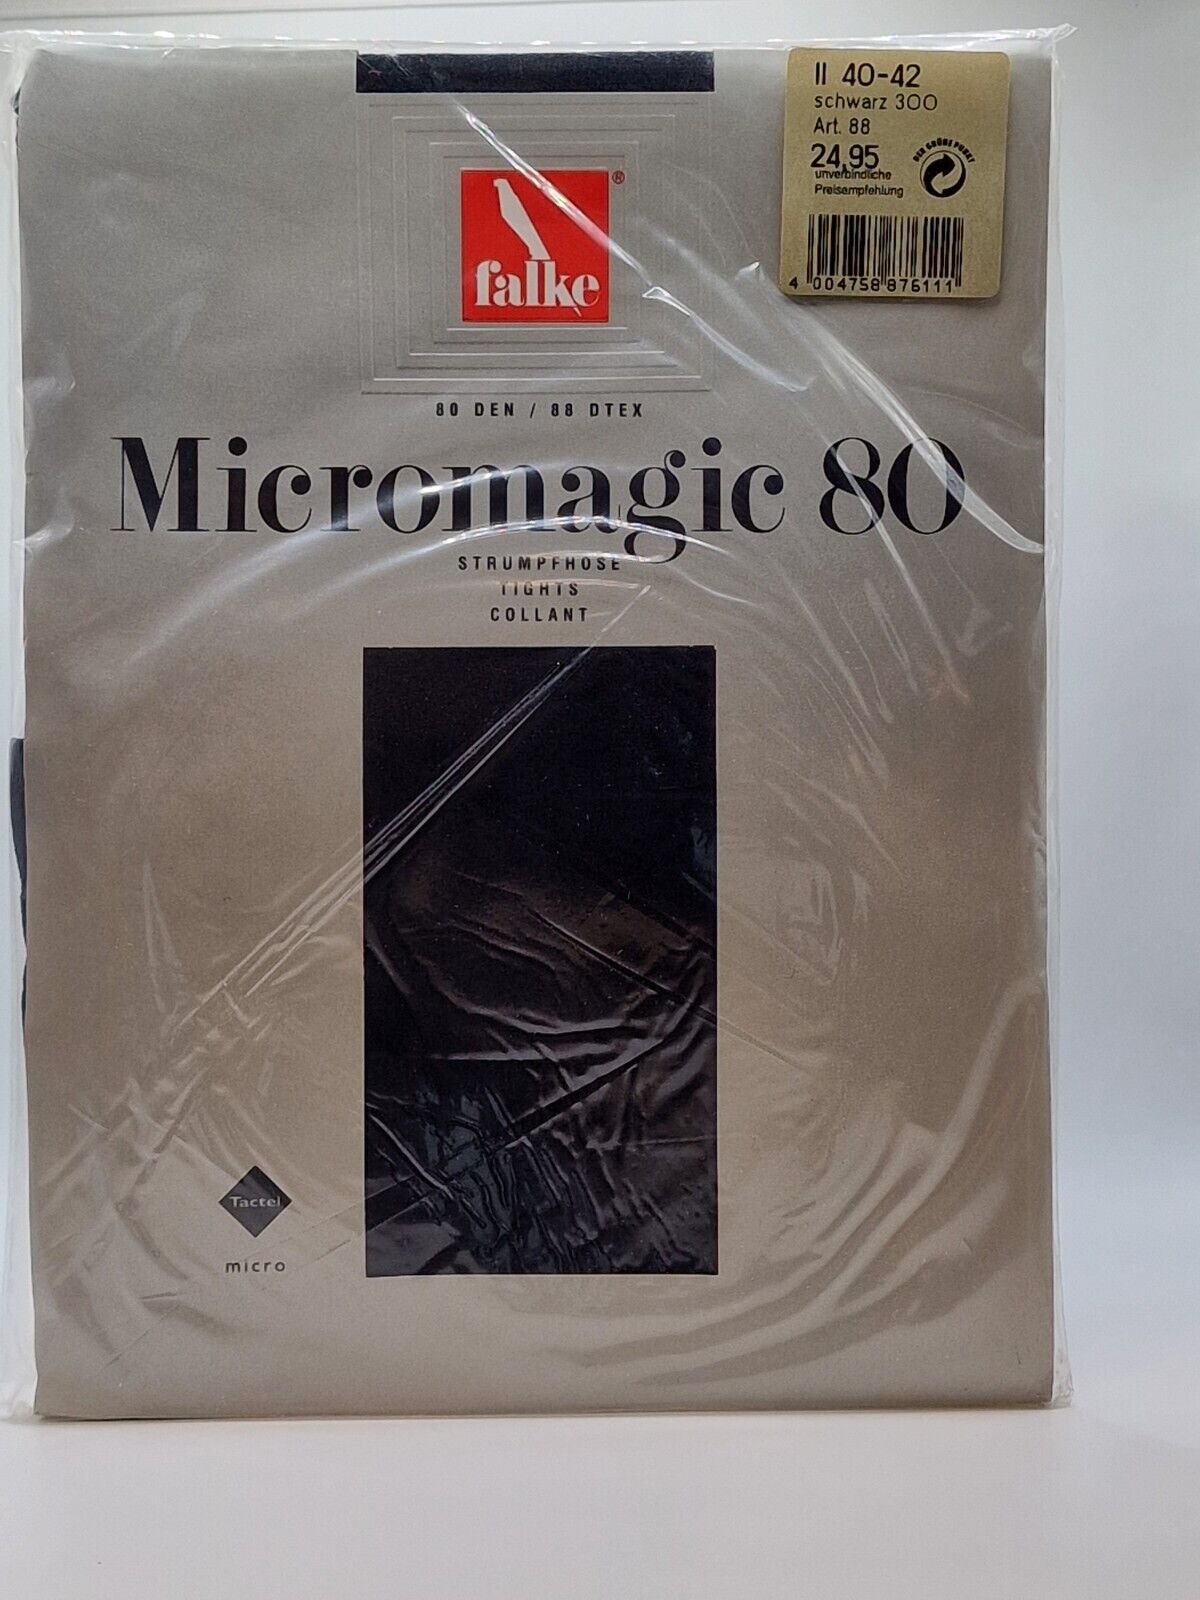 II 40-42
schwarz 300
Art. 88
24,95
unverbindliche
Preisempfehlung
DER GRÜNE PUNKT
4 004758 876111
falke®
80 DEN / 88 DTEX
Micromagic 80
STRUMPFHOSE
TIGHTS
COLLANT
Tactel
micro